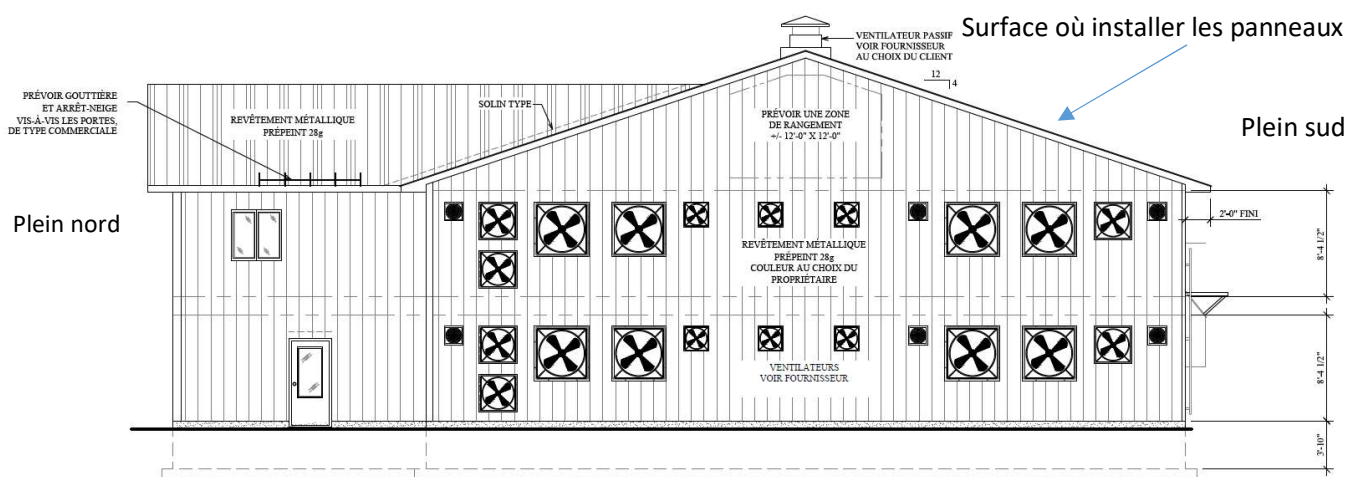 Surface où installer les panneaux
VENTILATEUR PASSIF
VOIR FOURNISSEUR
AU CHOIX DU CLIENT
12
4
PRÉVOIR GOUTTIÈRE
ET ARRÊT-NEIGE
VIS-À-VIS LES PORTES,
DE TYPE COMMERCIALE
SOLIN TYPE
REVÊTEMENT MÉTALLIQUE
PRÉPEINT 28g
PRÉVOIR UNE ZONE
DE RANGEMENT
+/- 12'-0" X 12'-0"
Plein sud
Plein nord
2'-0" FINI
REVÊTEMENT MÉTALLIQUE
PRÉPEINT 28g
COULEUR AU CHOIX DU
PROPRIÉTAIRE
8'-4 1/2"
VENTILATEURS
VOIR FOURNISSEUR
8'-4 1/2"
3'-10"